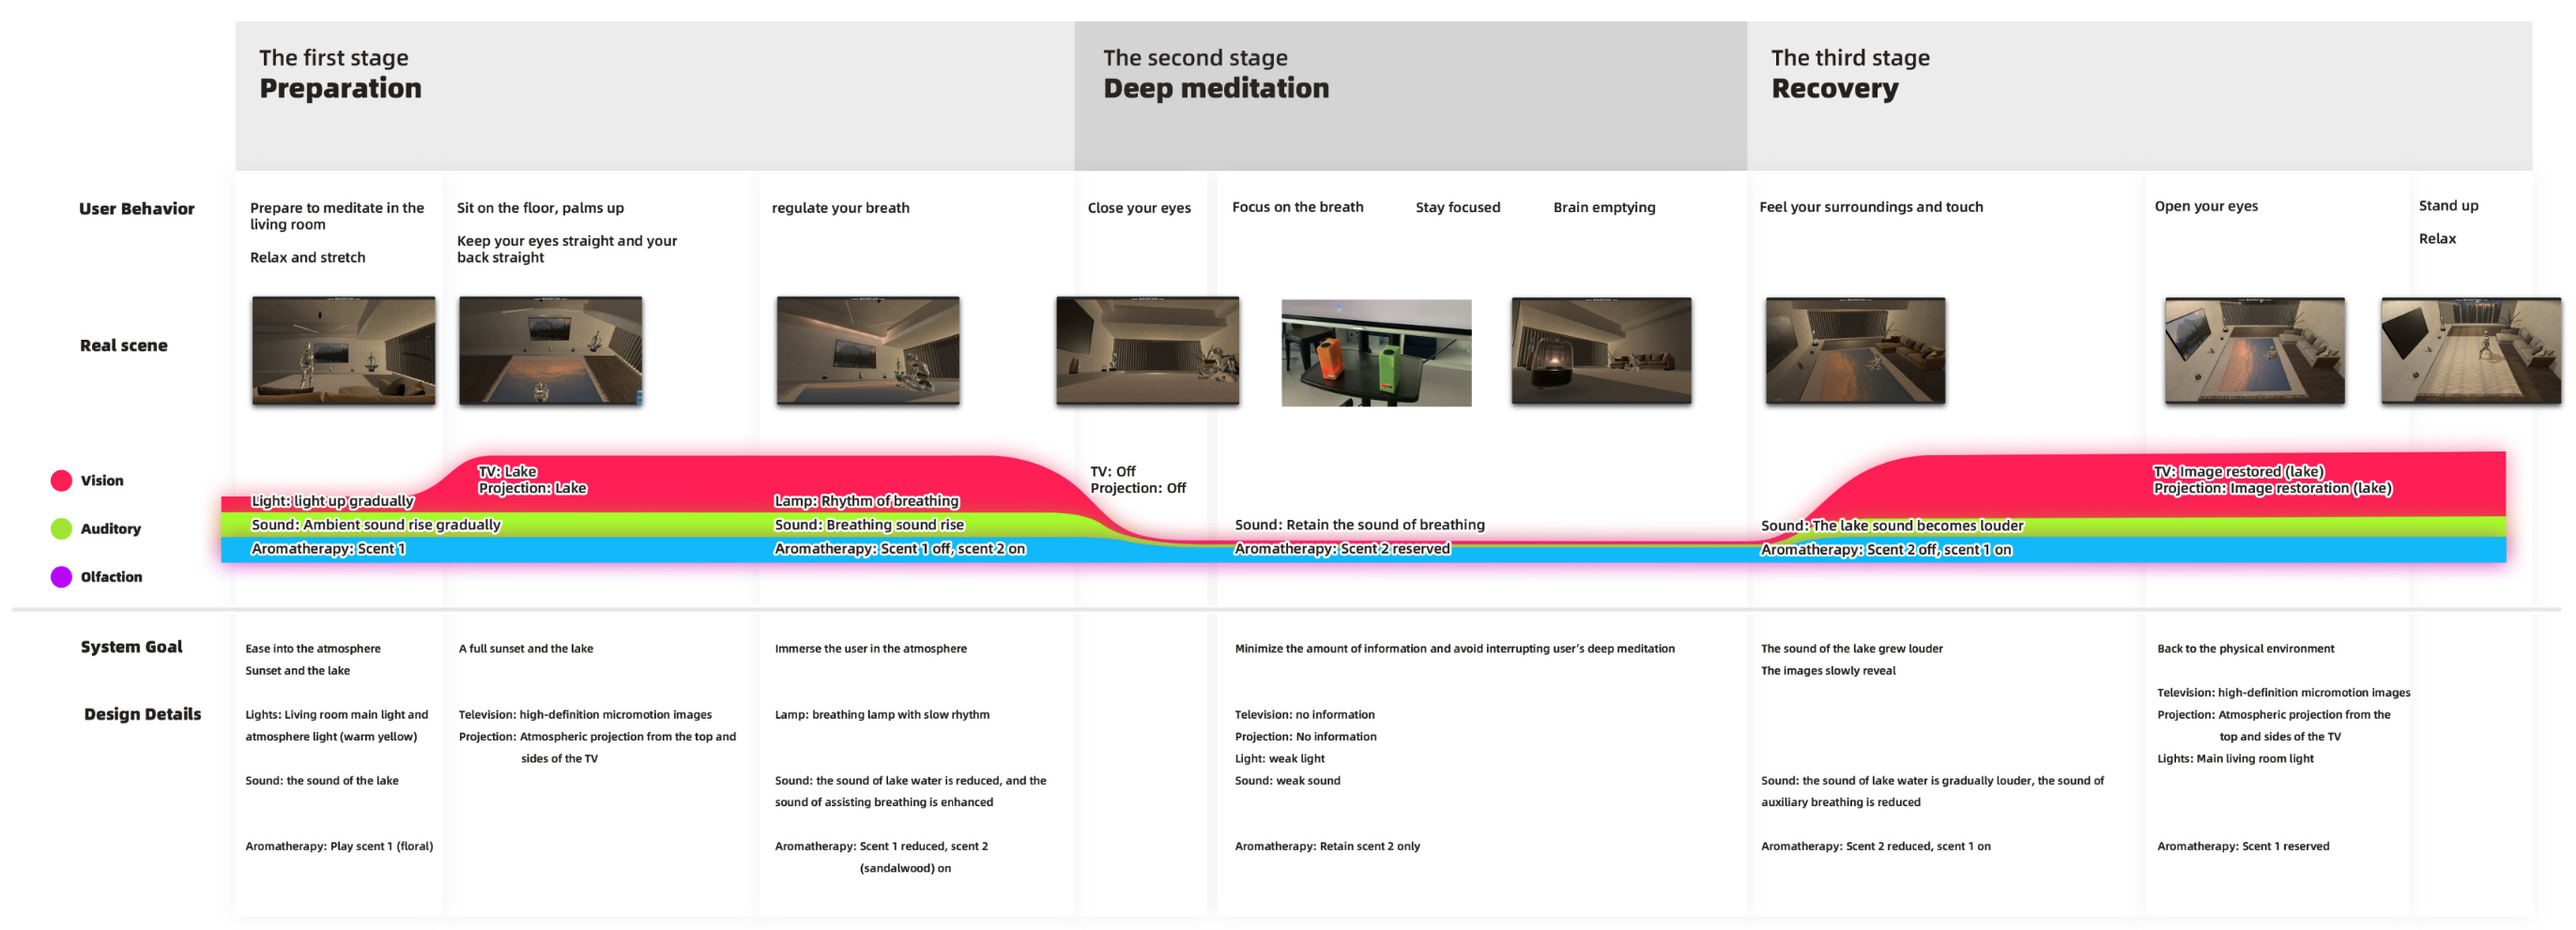 The first stage
Preparation
The second stage
Deep meditation
The third stage
Recovery
User Behavior
Prepare to meditate in the
living room
Relax and stretch
Sit on the floor, palms up
Keep your eyes straight and your
back straight
regulate your breath
Close your eyes
Focus on the breath
Stay focused
Brain emptying
Feel your surroundings and touch
Open your eyes
Stand up
Relax
Real scene
Vision
Auditory
Olfaction
Light: light up gradually
Sound: Ambient sound rise gradually
Aromatherapy: Scent 1
TV: Lake
Projection: Lake
Lamp: Rhythm of breathing
Sound: Breathing sound rise
Aromatherapy: Scent 1 off, scent 2 on
TV: Off
Projection: Off
Sound: Retain the sound of breathing
Aromatherapy: Scent 2 reserved
Sound: The lake sound becomes louder
Aromatherapy: Scent 2 off, scent 1 on
TV: Image restored (lake)
Projection: Image restoration (lake)
System Goal
Ease into the atmosphere
Sunset and the lake
A full sunset and the lake
Immerse the user in the atmosphere
Minimize the amount of information and avoid interrupting user's deep meditation
The sound of the lake grew louder
The images slowly reveal
Back to the physical environment
Design Details
Lights: Living room main light and
atmosphere light (warm yellow)
Sound: the sound of the lake
Aromatherapy: Play scent 1 (floral)
Television: high-definition micromotion images
Projection: Atmospheric projection from the top and
sides of the TV
Lamp: breathing lamp with slow rhythm
Sound: the sound of lake water is reduced, and the
sound of assisting breathing is enhanced
Aromatherapy: Scent 1 reduced, scent 2
(sandalwood) on
Television: no information
Projection: No information
Light: weak light
Sound: weak sound
Aromatherapy: Retain scent 2 only
Sound: the sound of lake water is gradually louder, the sound of
auxiliary breathing is reduced
Aromatherapy: Scent 2 reduced, scent 1 on
Television: high-definition micromotion images
Projection: Atmospheric projection from the
top and sides of the TV
Lights: Main living room light
Aromatherapy: Scent 1 reserved